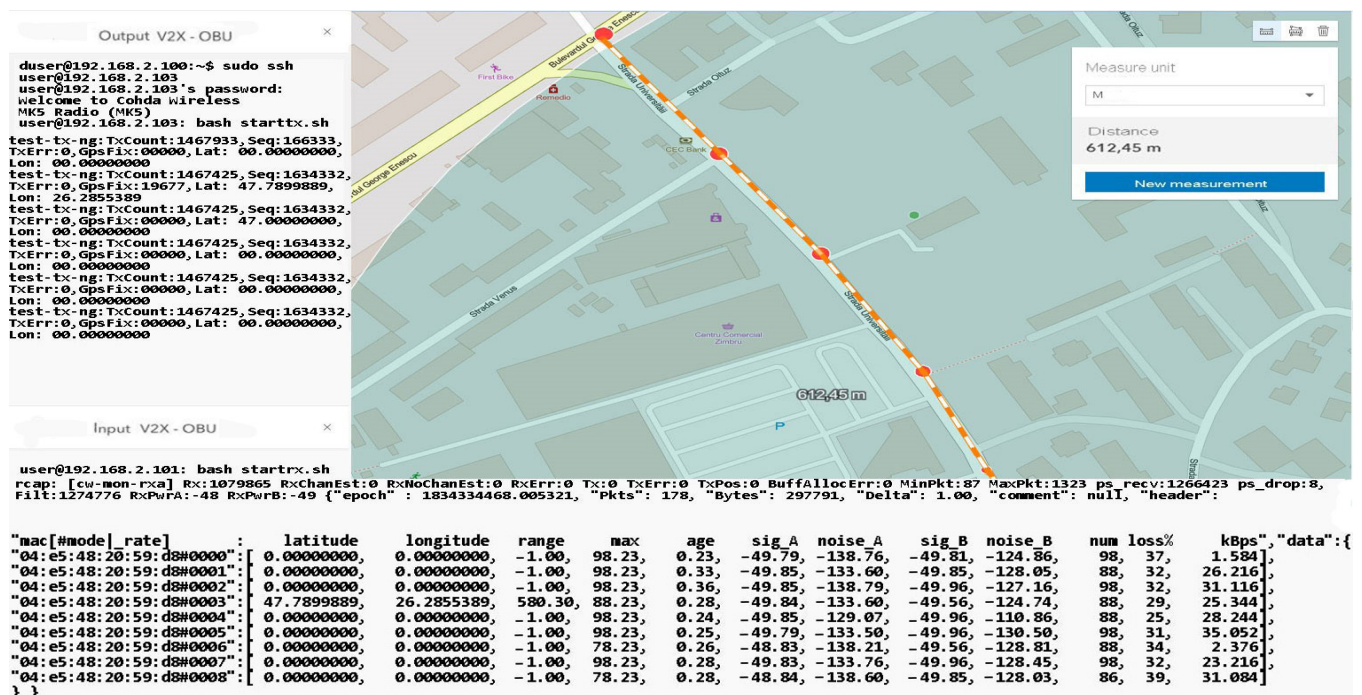 Output V2X - OBU
×
duser@192.168.2.100:~$ sudo ssh
user@192.168.2.103
user@192.168.2.103's password:
Welcome to Cohda Wireless
MK5 Radio (MK5)
user@192.168.2.103: bash starttx.sh
test-tx-ng:TxCount:1467933,Seq:166333,
TxErr:0,GpsFix:00000,Lat: 00.00000000,
Lon: 00.00000000
test-tx-ng:TxCount:1467425,Seq:1634332,
TxErr:0,GpsFix:19677,Lat: 47.7899889,
Lon: 26.2855389
test-tx-ng:TxCount:1467425,Seq:1634332,
TxErr:0,GpsFix:00000,Lat: 47.00000000,
Lon: 00.00000000
test-tx-ng:TxCount:1467425,Seq:1634332,
TxErr:0,GpsFix:00000,Lat: 00.00000000,
Lon: 00.00000000
test-tx-ng:TxCount:1467425,Seq:1634332,
TxErr:0,GpsFix:00000,Lat: 00.00000000,
Lon: 00.00000000
test-tx-ng:TxCount:1467425,Seq:1634332,
TxErr:0,GpsFix:00000,Lat: 00.00000000,
Lon: 00.00000000
Bulevardul G Enescu
dul George Enescu
First Bike
Remedio
Strada Universității
Strada Oituz
Strada Oituz
CEC Bank
Strada Venus
Strada Universității
Centru Comercial
Zimbru
612,45 m
P
Measure unit
M
Distance
612,45 m
New measurement
Input V2X - OBU
×
user@192.168.2.101: bash startrx.sh
rcap: [cw-mon-rxa] Rx:1079865 RxChanEst:0 RxNoChanEst:0 RxErr:0 Tx:0 TxErr:0 TxPos:0 BuffAllocErr:0 MinPkt:87 MaxPkt:1323 ps_recv:1266423 ps_drop:8,
Filt:1274776 RxPwrA:-48 RxPwrB:-49 {"epoch" : 1834334468.005321, "Pkts": 178, "Bytes": 297791, "Delta": 1.00, "comment": null, "header":
"mac[#mode|_rate] : latitude longitude range max age sig_A noise_A sig_B noise_B num loss% kBps","data":{
"04:e5:48:20:59:d8#0000":[ 0.00000000, 0.00000000, -1.00, 98.23, 0.23, -49.79, -138.76, -49.81, -124.86, 98, 37, 1.584],
"04:e5:48:20:59:d8#0001":[ 0.00000000, 0.00000000, -1.00, 98.23, 0.33, -49.85, -133.60, -49.85, -128.05, 88, 32, 26.216],
"04:e5:48:20:59:d8#0002":[ 0.00000000, 0.00000000, -1.00, 98.23, 0.36, -49.85, -138.79, -49.96, -127.16, 98, 32, 31.116],
"04:e5:48:20:59:d8#0003":[ 47.7899889, 26.2855389, 580.30, 88.23, 0.28, -49.84, -133.60, -49.56, -124.74, 88, 29, 25.344],
"04:e5:48:20:59:d8#0004":[ 0.00000000, 0.00000000, -1.00, 98.23, 0.24, -49.85, -129.07, -49.96, -110.86, 88, 25, 28.244],
"04:e5:48:20:59:d8#0005":[ 0.00000000, 0.00000000, -1.00, 98.23, 0.25, -49.79, -133.50, -49.96, -130.50, 98, 31, 35.052],
"04:e5:48:20:59:d8#0006":[ 0.00000000, 0.00000000, -1.00, 78.23, 0.26, -48.83, -138.21, -49.56, -128.81, 88, 34, 2.376],
"04:e5:48:20:59:d8#0007":[ 0.00000000, 0.00000000, -1.00, 98.23, 0.28, -49.83, -133.76, -49.96, -128.45, 98, 32, 23.216],
"04:e5:48:20:59:d8#0008":[ 0.00000000, 0.00000000, -1.00, 78.23, 0.28, -48.84, -138.60, -49.85, -128.03, 86, 39, 31.084]
} }